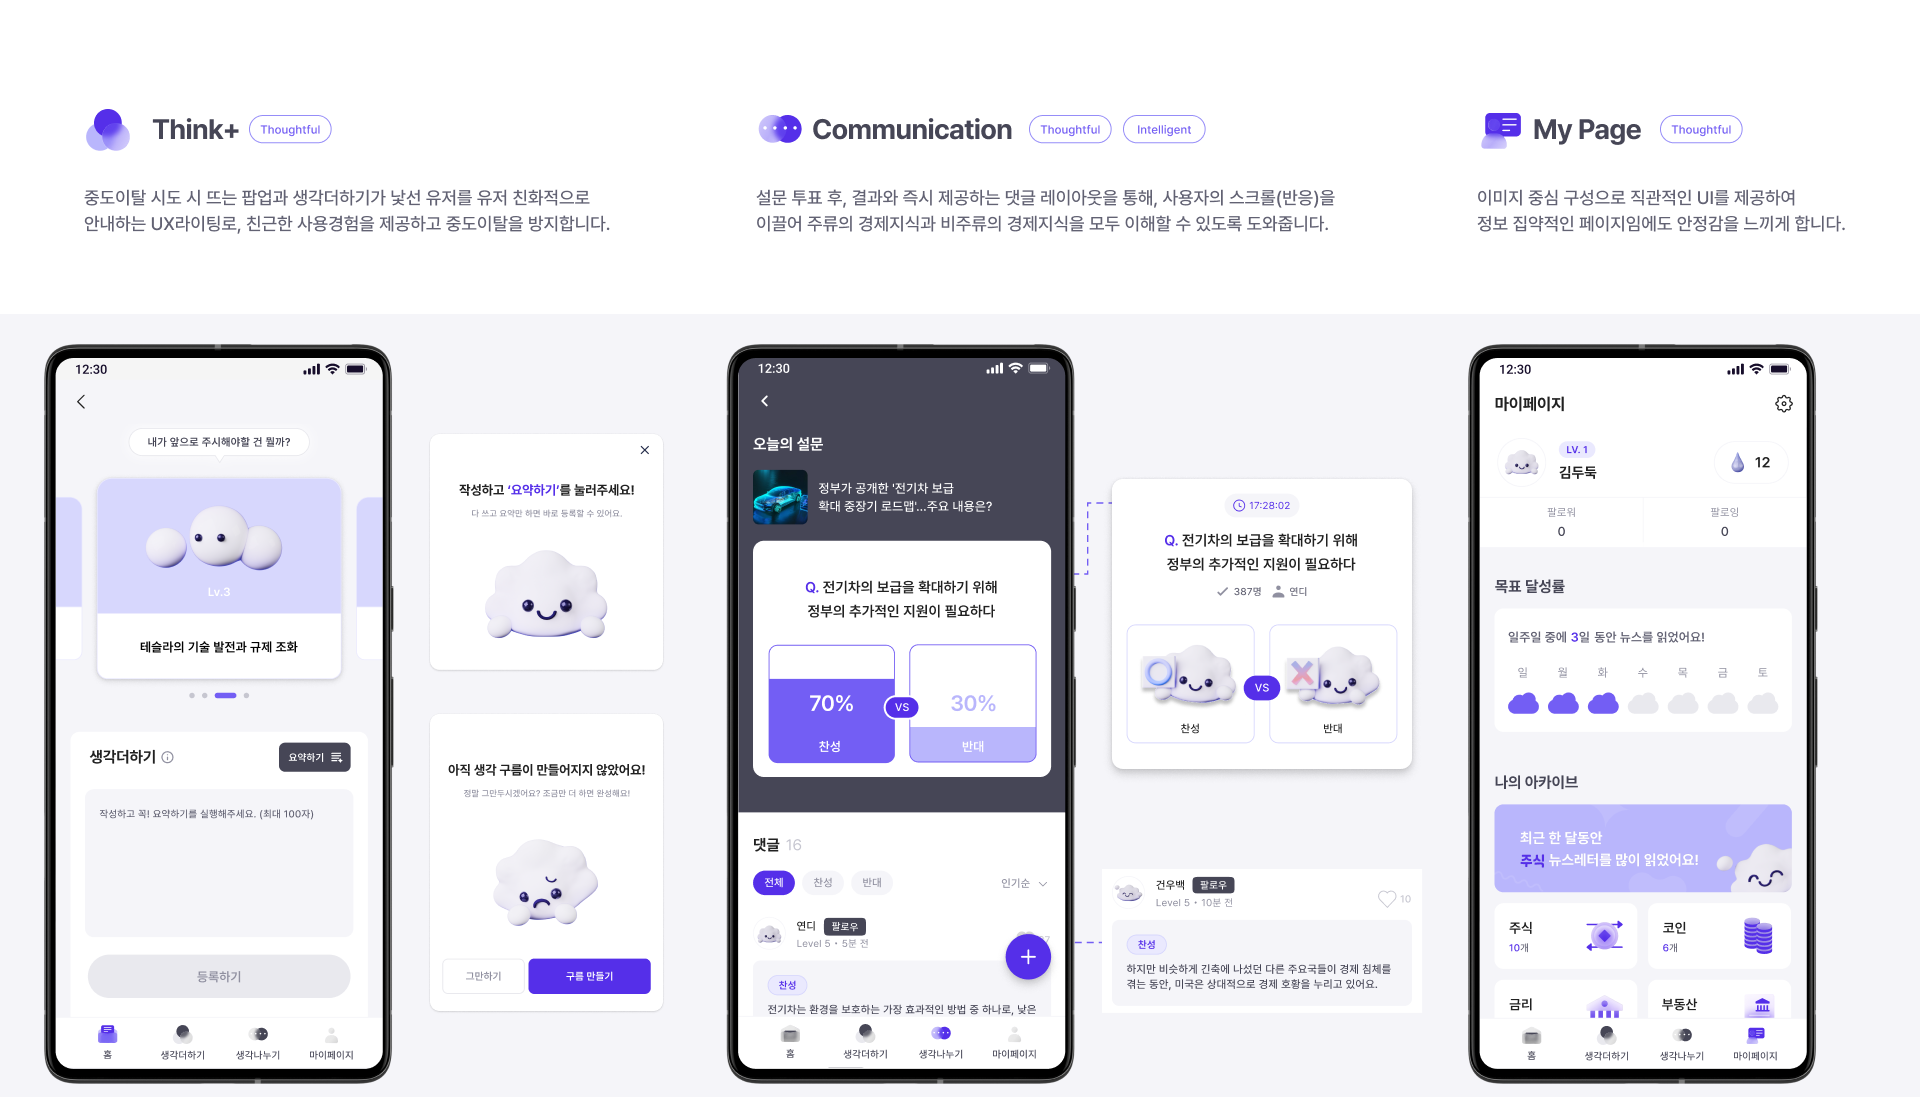 Think+
Thoughtful
중도이탈 시도 시 뜨는 팝업과 생각더하기가 낯선 유저를 유저 친화적으로
안내하는 UX라이팅로, 친근한 사용경험을 제공하고 중도이탈을 방지합니다.
Communication
Thoughtful
Intelligent
설문 투표 후, 결과와 즉시 제공하는 댓글 레이아웃을 통해, 사용자의 스크롤(반응)을
이끌어 주류의 경제지식과 비주류의 경제지식을 모두 이해할 수 있도록 도와줍니다.
My Page
Thoughtful
이미지 중심 구성으로 직관적인 UI를 제공하여
정보 집약적인 페이지임에도 안정감을 느끼게 합니다.
12:30
내가 앞으로 주시해야할 건 뭘까?
Lv.3
테슬라의 기술 발전과 규제 조화
생각더하기
요약하기
작성하고 꼭! 요약하기를 실행해주세요. (최대 100자)
등록하기
홈
생각더하기
생각나누기
마이페이지
작성하고 ‘요약하기’를 눌러주세요!
다 쓰고 요약만 하면 바로 등록할 수 있어요.
아직 생각 구름이 만들어지지 않았어요!
정말 그만두시겠어요? 조금만 더 하면 완성해요!
그만하기
구름 만들기
12:30
오늘의 설문
정부가 공개한 '전기차 보급
확대 중장기 로드맵'...주요 내용은?
Q. 전기차의 보급을 확대하기 위해
정부의 추가적인 지원이 필요하다
70%
찬성
VS
30%
반대
댓글 16
전체
찬성
반대
인기순
연디
팔로우
Level 5 • 5분 전
찬성
전기차는 환경을 보호하는 가장 효과적인 방법 중 하나로, 낮은
홈
생각더하기
생각나누기
마이페이지
17:28:02
Q. 전기차의 보급을 확대하기 위해
정부의 추가적인 지원이 필요하다
387명
연디
찬성
VS
반대
건우백
팔로우
Level 5 • 10분 전
10
찬성
하지만 비슷하게 긴축에 나섰던 다른 주요국들이 경제 침체를
겪는 동안, 미국은 상대적으로 경제 호황을 누리고 있어요.
12:30
마이페이지
LV. 1
김두둑
12
팔로워
0
팔로잉
0
목표 달성률
일주일 중에 3일 동안 뉴스를 읽었어요!
일 월 화 수 목 금 토
나의 아카이브
최근 한 달동안
주식 뉴스레터를 많이 읽었어요!
주식
10개
코인
6개
금리
부동산
홈
생각더하기
생각나누기
마이페이지